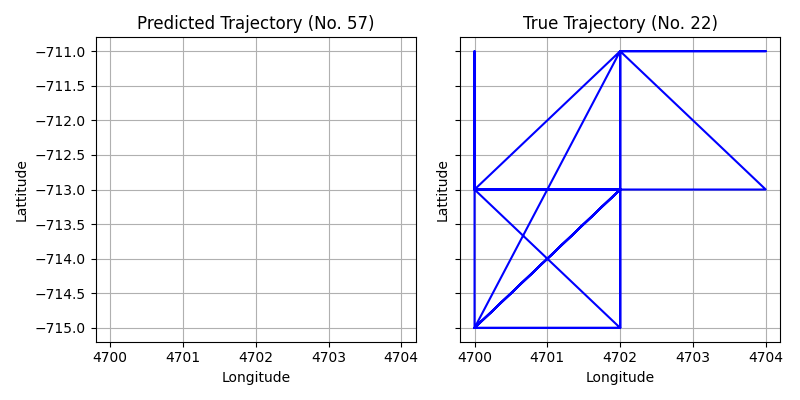 Predicted Trajectory (No. 57)
True Trajectory (No. 22)
Lattitude
−711.0
−711.5
−712.0
−712.5
−713.0
−713.5
−714.0
−714.5
−715.0
4700 4701 4702 4703 4704
Longitude
Lattitude
4700 4701 4702 4703 4704
Longitude